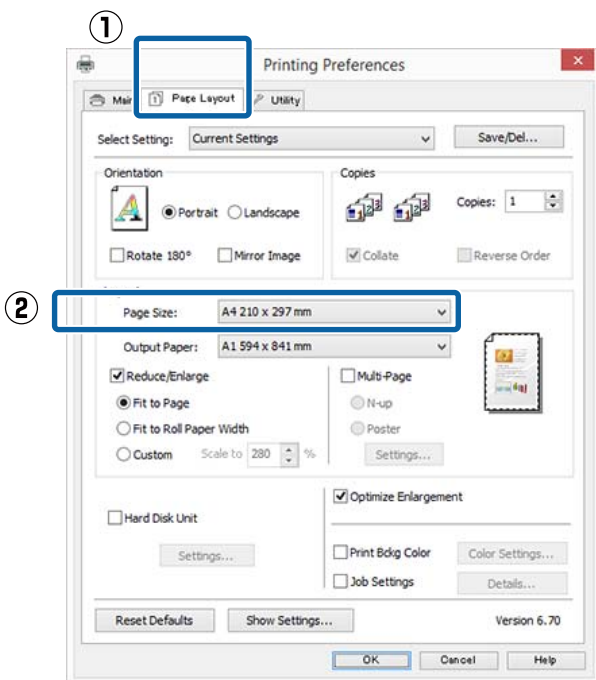 ①
Printing Preferences
Main Page Layout Utility
Select Setting: Current Settings Save/Del...
Orientation Copies
Portrait Landscape Copies: 1
Rotate 180° Mirror Image Collate Reverse Order
②
Page Size: A4 210 x 297 mm
Output Paper: A1 594 x 841 mm
Reduce/Enlarge Multi-Page
Fit to Page N-up
Fit to Roll Paper Width Poster
Custom Scale to 280 % Settings...
Optimize Enlargement
Hard Disk Unit
Settings... Print Bckg Color Color Settings...
Job Settings Details...
Reset Defaults Show Settings... Version 6.70
OK Cancel Help